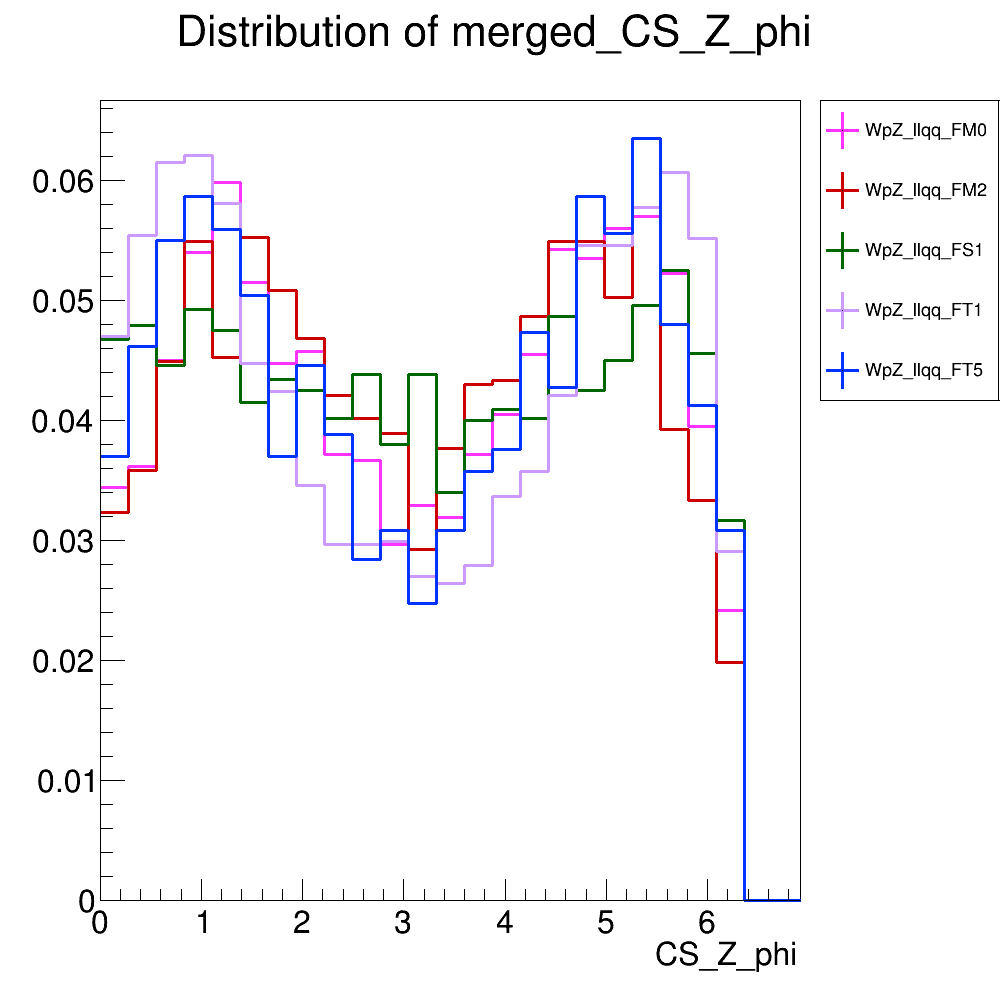 Distribution of merged_CS_Z_phi
WpZ_llqq_FM0
WpZ_llqq_FM2
WpZ_llqq_FS1
WpZ_llqq_FT1
WpZ_llqq_FT5
0.06
0.05
0.04
0.03
0.02
0.01
0
0 1 2 3 4 5 6
CS_Z_phi